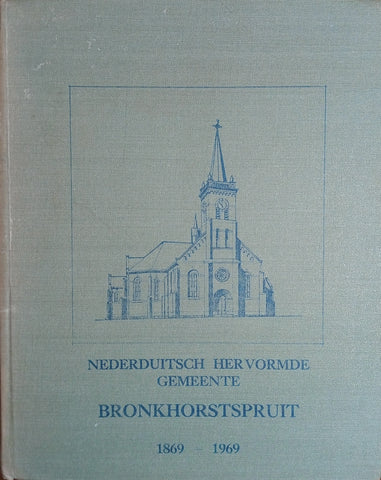 NEDERDUITSCH HERVORMDE
GEMEENTE
BRONKHORSTSPRUIT
1869 - 1969